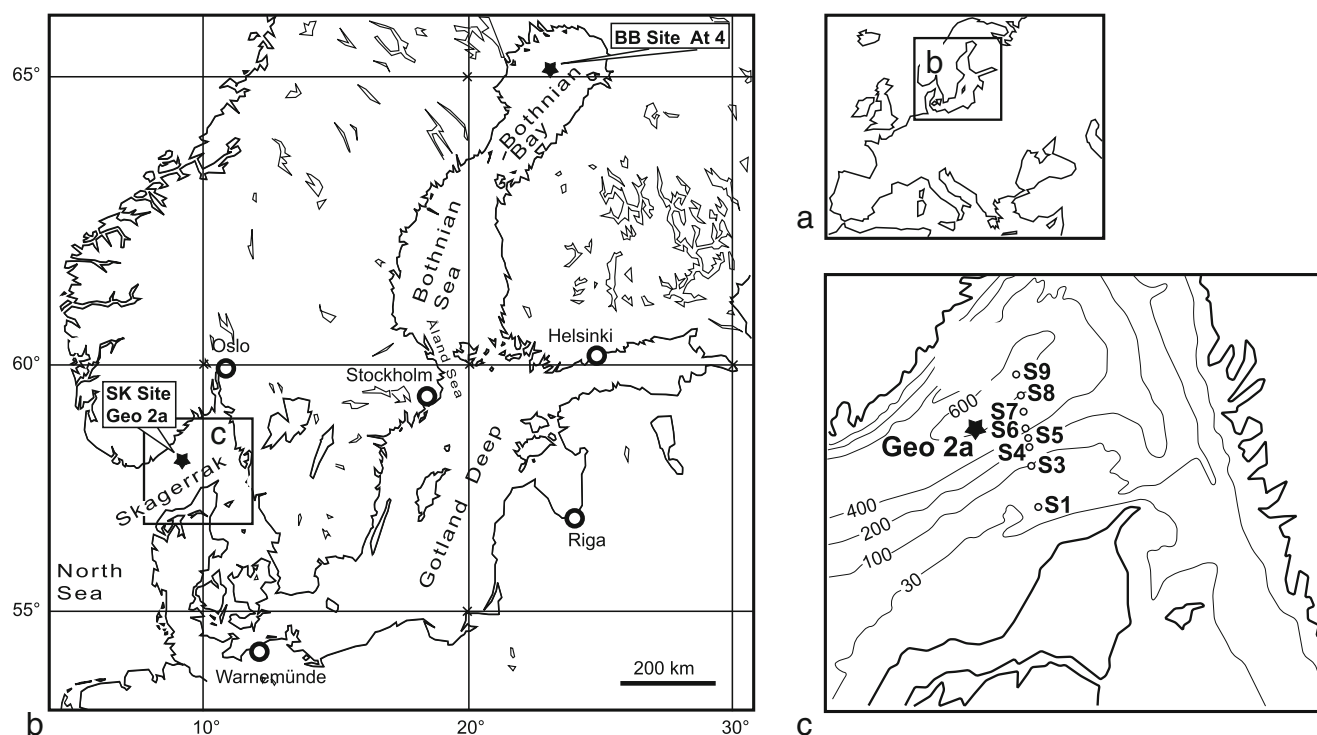 BB Site At 4
65°
Bothnian
Bay
Bothnian
Sea
Åland Sea
Helsinki
Oslo
60°
Stockholm
SK Site
Geo 2a
c
Skagerrak
Gotland Deep
Riga
North
Sea
55°
Warnemünde
200 km
b
10°
20°
30°
b
a
S9
S8
600
S7
S6
S5
Geo 2a
S4
S3
S1
400
200
100
30
c